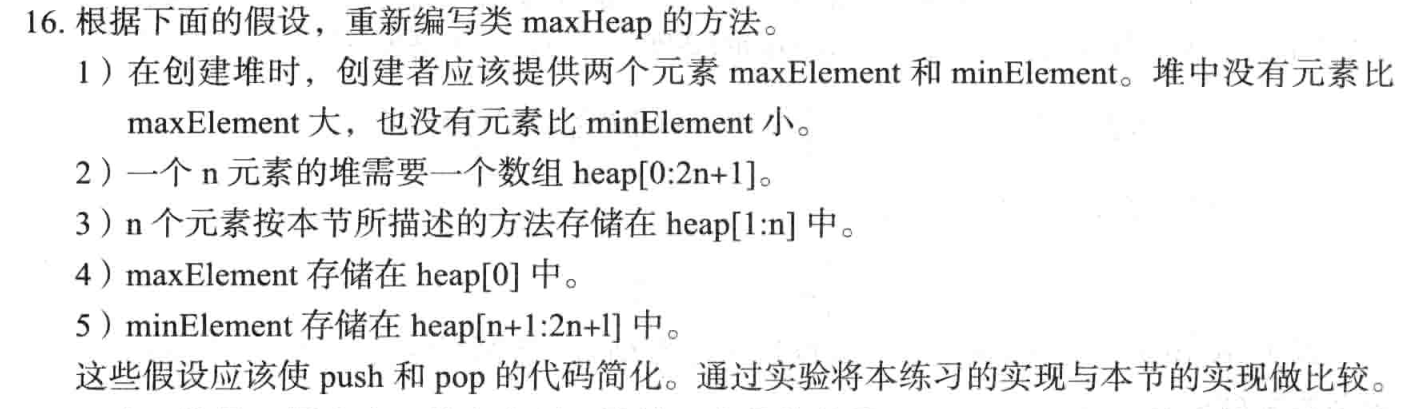 16. 根据下面的假设，重新编写类 maxHeap 的方法。
1）在创建堆时，创建者应该提供两个元素 maxElement 和 minElement。堆中没有元素比
maxElement 大，也没有元素比 minElement 小。
2）一个 n 元素的堆需要一个数组 heap[0:2n+1]。
3）n 个元素按本节所描述的方法存储在 heap[1:n] 中。
4）maxElement 存储在 heap[0] 中。
5）minElement 存储在 heap[n+1:2n+l] 中。
这些假设应该使 push 和 pop 的代码简化。通过实验将本练习的实现与本节的实现做比较。